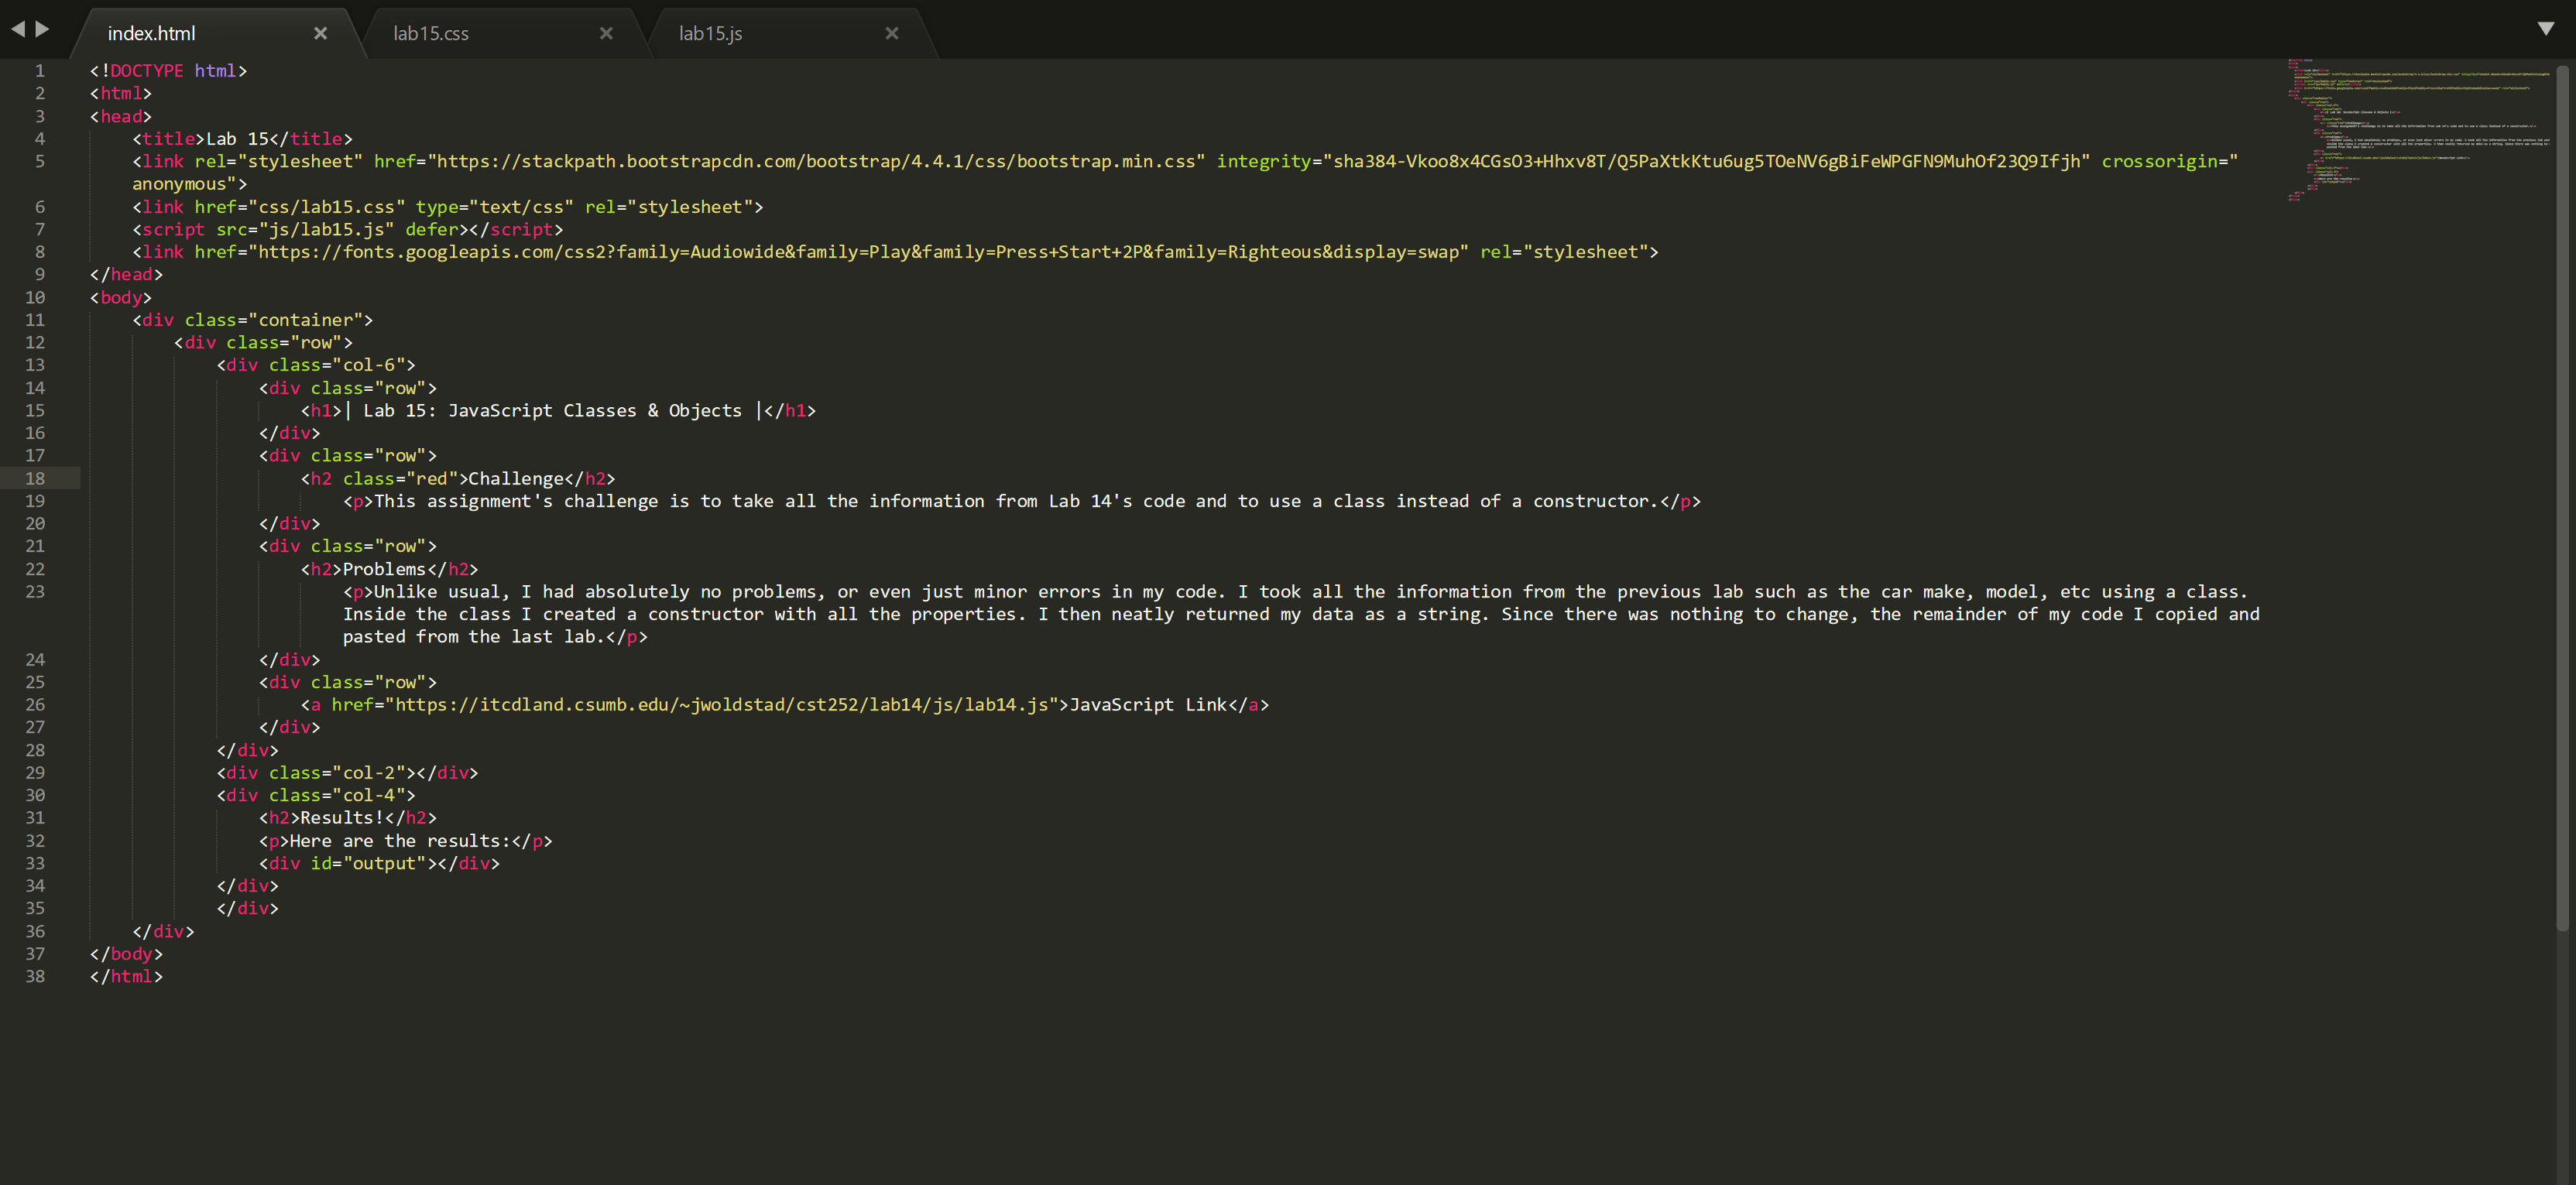 index.html
lab15.css
lab15.js
1 <!DOCTYPE html>
2 <html>
3 <head>
4 <title>Lab 15</title>
5 <link rel="stylesheet" href="https://stackpath.bootstrapcdn.com/bootstrap/4.4.1/css/bootstrap.min.css" integrity="sha384-Vkoo8x4CGsO3+Hhxv8T/Q5PaXtkKtu6ug5TOeNV6gBiFeWPGFN9MuhOf23Q9Ifjh" crossorigin="
anonymous">
6 <link href="css/lab15.css" type="text/css" rel="stylesheet">
7 <script src="js/lab15.js" defer></script>
8 <link href="https://fonts.googleapis.com/css2?family=Audiowide&family=Play&family=Press+Start+2P&family=Righteous&display=swap" rel="stylesheet">
9 </head>
10 <body>
11 <div class="container">
12 <div class="row">
13 <div class="col-6">
14 <div class="row">
15 <h1>| Lab 15: JavaScript Classes & Objects |</h1>
16 </div>
17 <div class="row">
18 <h2 class="red">Challenge</h2>
19 <p>This assignment's challenge is to take all the information from Lab 14's code and to use a class instead of a constructor.</p>
20 </div>
21 <div class="row">
22 <h2>Problems</h2>
23 <p>Unlike usual, I had absolutely no problems, or even just minor errors in my code. I took all the information from the previous lab such as the car make, model, etc using a class.
Inside the class I created a constructor with all the properties. I then neatly returned my data as a string. Since there was nothing to change, the remainder of my code I copied and
pasted from the last lab.</p>
24 </div>
25 <div class="row">
26 <a href="https://itcdland.csumb.edu/~jwoldstad/cst252/lab14/js/lab14.js">JavaScript Link</a>
27 </div>
28 </div>
29 <div class="col-2"></div>
30 <div class="col-4">
31 <h2>Results!</h2>
32 <p>Here are the results:</p>
33 <div id="output"></div>
34 </div>
35 </div>
36 </div>
37 </body>
38 </html>